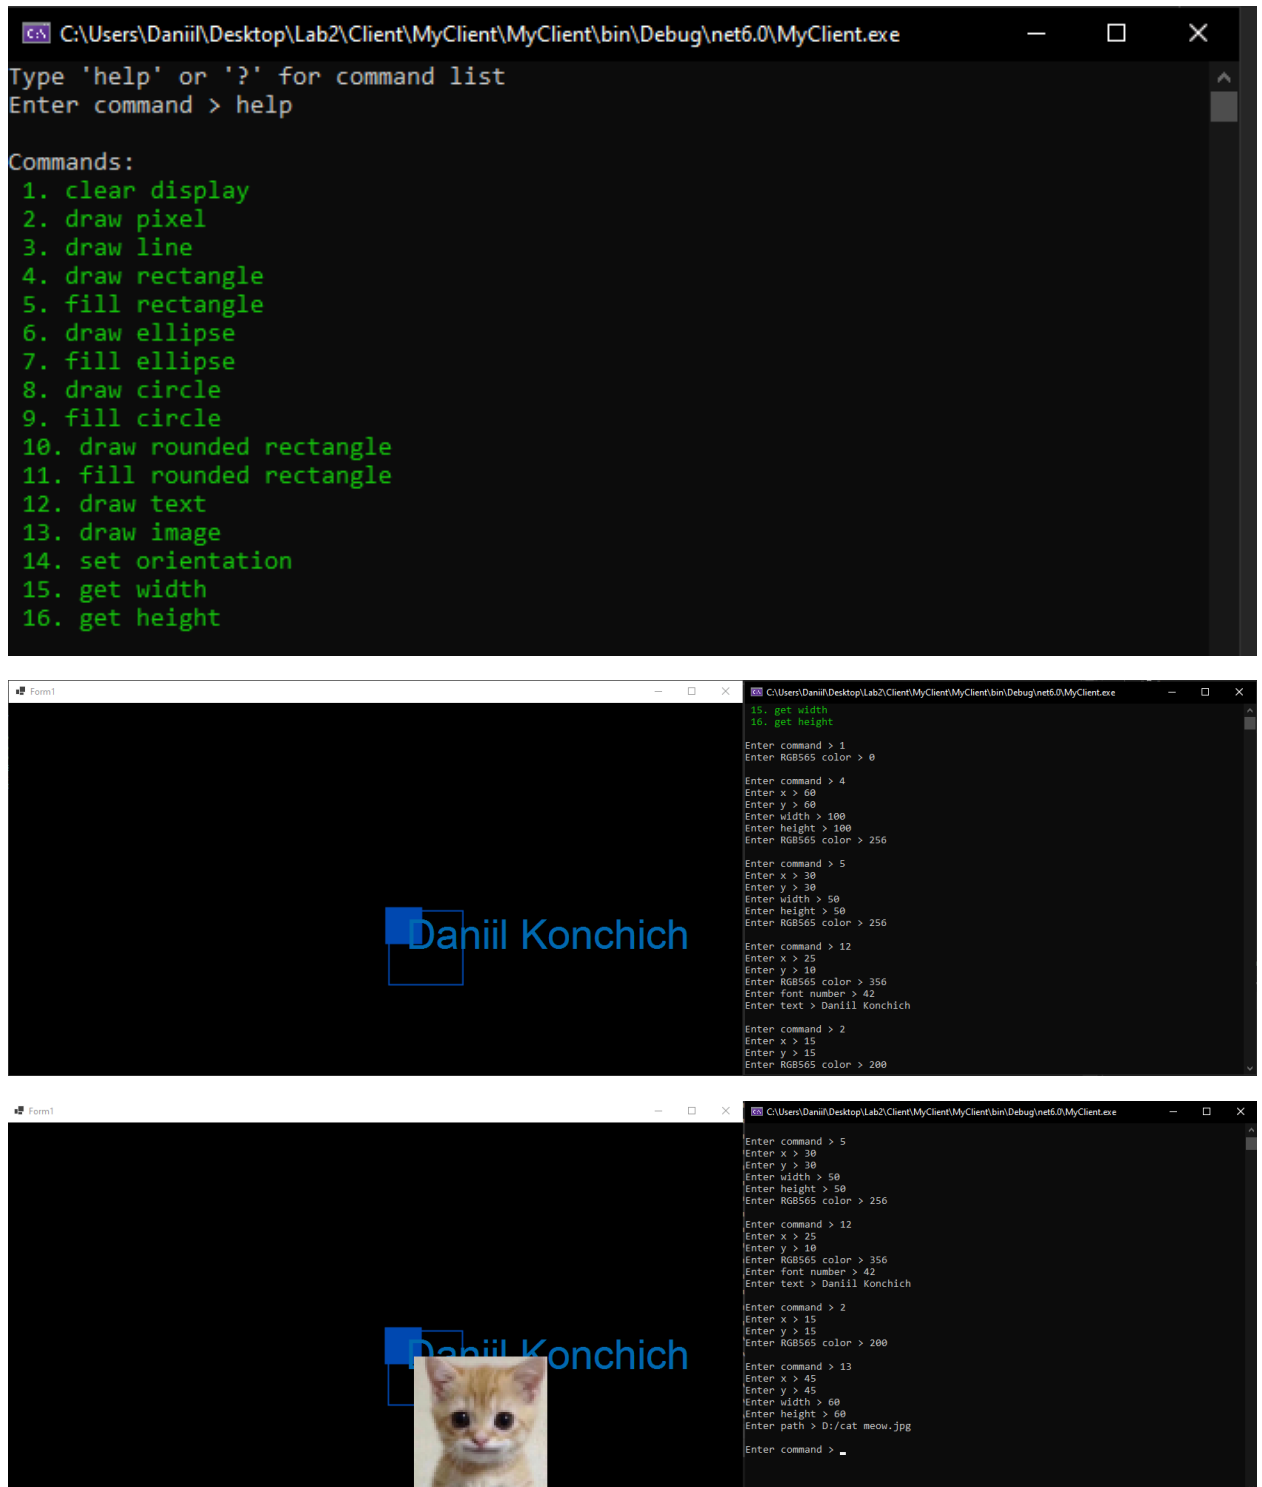 C:\Users\Daniil\Desktop\Lab2\Client\MyClient\MyClient\bin\Debug\net6.0\MyClient.exe
Type 'help' or '?' for command list
Enter command > help
Commands:
1. clear display
2. draw pixel
3. draw line
4. draw rectangle
5. fill rectangle
6. draw ellipse
7. fill ellipse
8. draw circle
9. fill circle
10. draw rounded rectangle
11. fill rounded rectangle
12. draw text
13. draw image
14. set orientation
15. get width
16. get height
Form1
Daniil Konchich
C:\Users\Daniil\Desktop\Lab2\Client\MyClient\MyClient\bin\Debug\net6.0\MyClient.exe
15. get width
16. get height
Enter command > 1
Enter RGB565 color > 0
Enter command > 4
Enter x > 60
Enter y > 60
Enter width > 100
Enter height > 100
Enter RGB565 color > 256
Enter command > 5
Enter x > 30
Enter y > 30
Enter width > 50
Enter height > 50
Enter RGB565 color > 256
Enter command > 12
Enter x > 25
Enter y > 10
Enter RGB565 color > 356
Enter font number > 42
Enter text > Daniil Konchich
Enter command > 2
Enter x > 15
Enter y > 15
Enter RGB565 color > 200
Form1
Daniil Konchich
C:\Users\Daniil\Desktop\Lab2\Client\MyClient\MyClient\bin\Debug\net6.0\MyClient.exe
Enter command > 5
Enter x > 30
Enter y > 30
Enter width > 50
Enter height > 50
Enter RGB565 color > 256
Enter command > 12
Enter x > 25
Enter y > 10
Enter RGB565 color > 356
Enter font number > 42
Enter text > Daniil Konchich
Enter command > 2
Enter x > 15
Enter y > 15
Enter RGB565 color > 200
Enter command > 13
Enter x > 45
Enter y > 45
Enter width > 60
Enter height > 60
Enter path > D:/cat meow.jpg
Enter command >